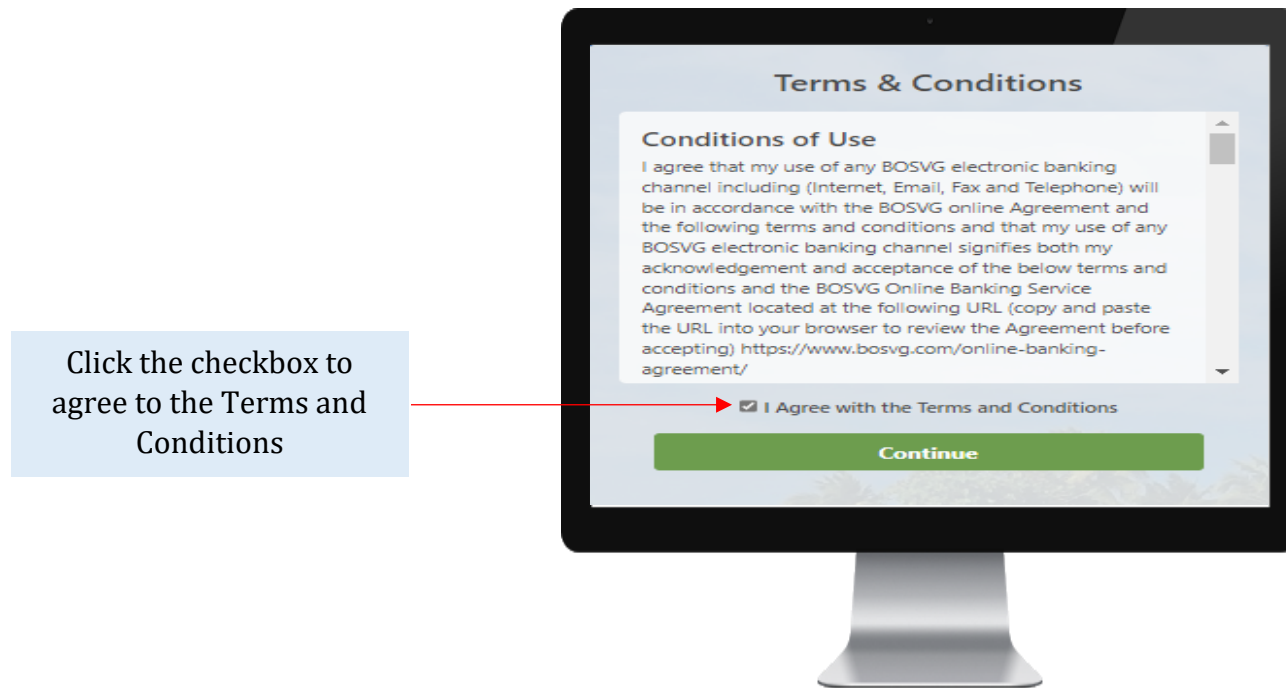 Terms & Conditions
Conditions of Use
I agree that my use of any BOSVG electronic banking
channel including (Internet, Email, Fax and Telephone) will
be in accordance with the BOSVG online Agreement and
the following terms and conditions and that my use of any
BOSVG electronic banking channel signifies both my
acknowledgement and acceptance of the below terms and
conditions and the BOSVG Online Banking Service
Agreement located at the following URL (copy and paste
the URL into your browser to review the Agreement before
accepting) https://www.bosvg.com/online-banking-
agreement/
Click the checkbox to
agree to the Terms and
Conditions
I Agree with the Terms and Conditions
Continue